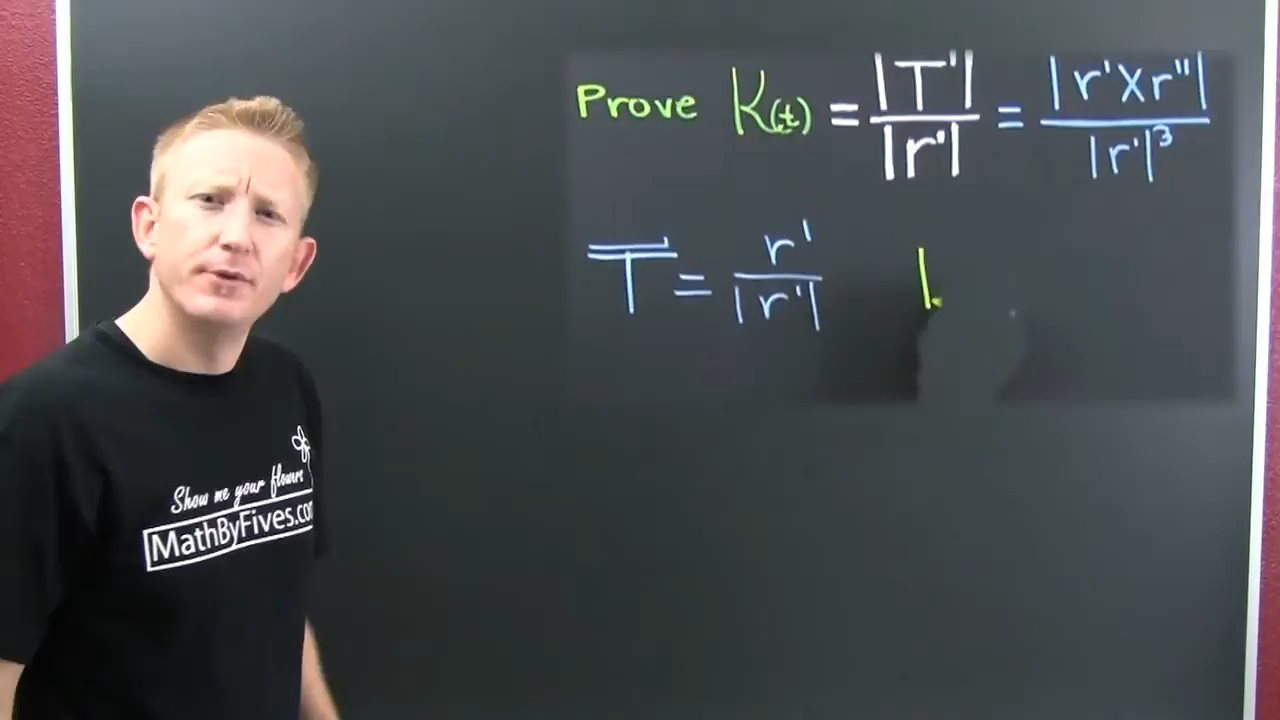 Prove K(t) = |T'| / |r'| = |r' X r''| / |r'|³
T = r' / |r'|
Show me your flowers
MathByFives.com